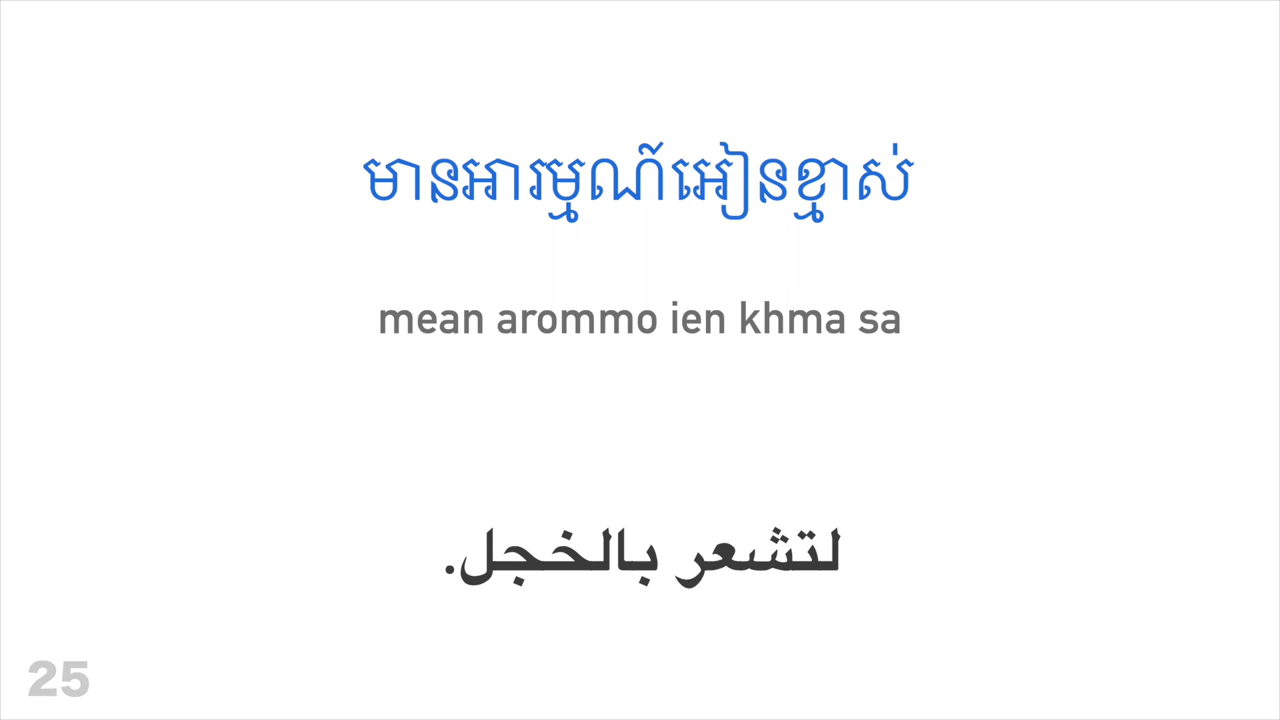 មានអារម្មណ៍អៀនខ្មាស់
mean arommo ien khma sa
لتشعر بالخجل.
25